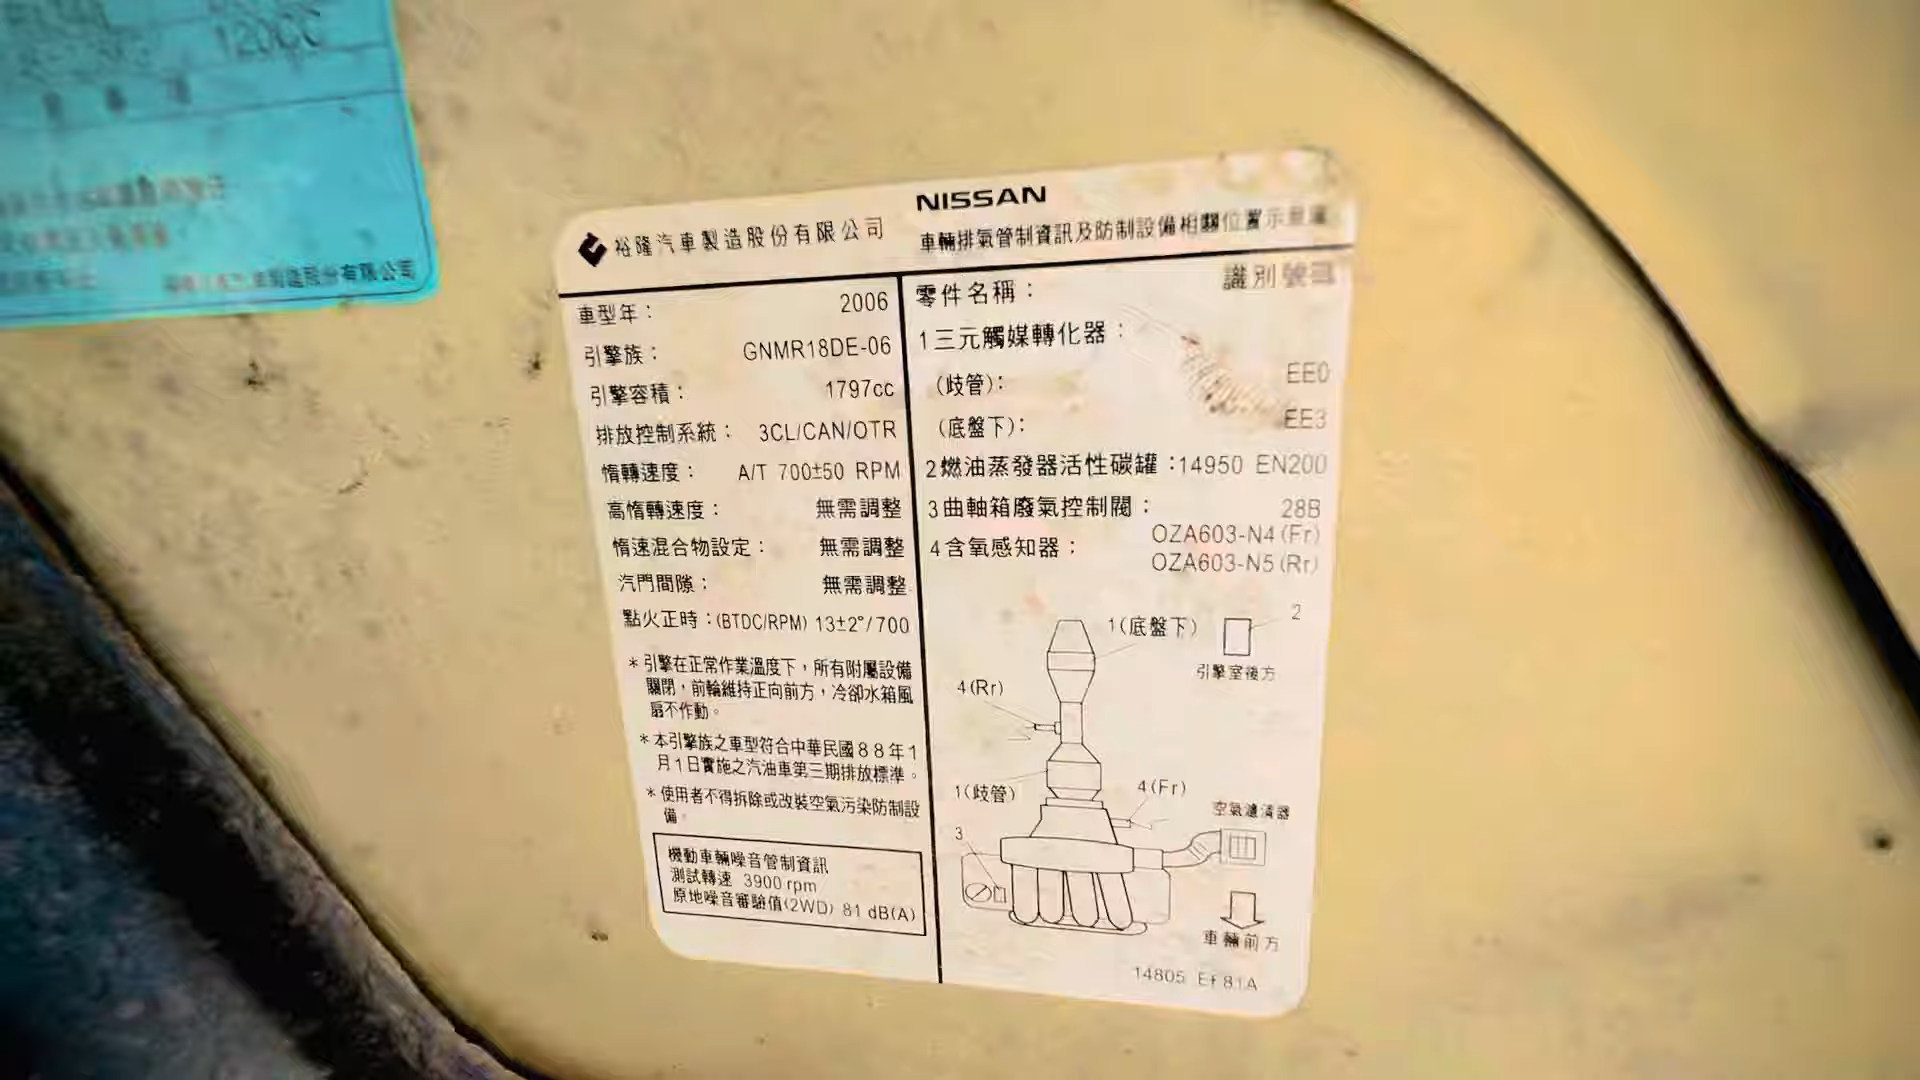 120CC
造股份有限公司
NISSAN
裕隆汽車製造股份有限公司
車輛排氣管制資訊及防制設備相關位置示意圖
車型年： 2006
引擎族： GNMR18DE-06
引擎容積： 1797cc
排放控制系統： 3CL/CAN/OTR
惰轉速度： A/T 700±50 RPM
高惰轉速度： 無需調整
惰速混合物設定： 無需調整
汽門間隙： 無需調整
點火正時：(BTDC/RPM) 13±2°/700
＊引擎在正常作業溫度下，所有附屬設備
關閉，前輪維持正向前方，冷卻水箱風
扇不作動。
＊本引擎族之車型符合中華民國８８年１
月１日實施之汽油車第三期排放標準。
＊使用者不得拆除或改裝空氣污染防制設
備。
機動車輛噪音管制資訊
測試轉速 3900 rpm
原地噪音審驗值(2WD) 81 dB(A)
零件名稱： 識別號碼
1三元觸媒轉化器：
(歧管)： EE0
(底盤下)： EE3
2燃油蒸發器活性碳罐：14950 EN200
3曲軸箱廢氣控制閥： 28B
4含氧感知器： OZA603-N4(Fr)
OZA603-N5(Rr)
1(底盤下)
2
引擎室後方
4(Rr)
1(歧管)
4(Fr)
空氣濾清器
3
車輛前方
14805 Ef 81A